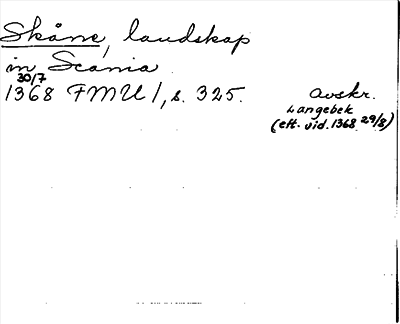 Skåne, landskap
in Scania
30/7
1368 FMU 1, s. 325.
Avskr.
Langebek
(eft. vid. 1368 29/8)